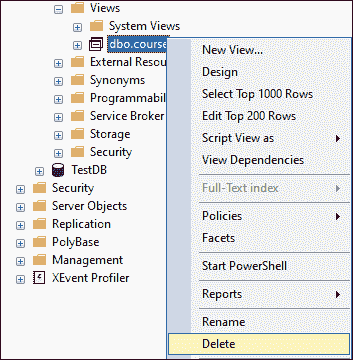 Views
System Views
dbo.course
External Resou
Synonyms
Programmabil
Service Broker
Storage
Security
TestDB
Security
Server Objects
Replication
PolyBase
Management
XEvent Profiler
New View...
Design
Select Top 1000 Rows
Edit Top 200 Rows
Script View as
View Dependencies
Full-Text index
Policies
Facets
Start PowerShell
Reports
Rename
Delete